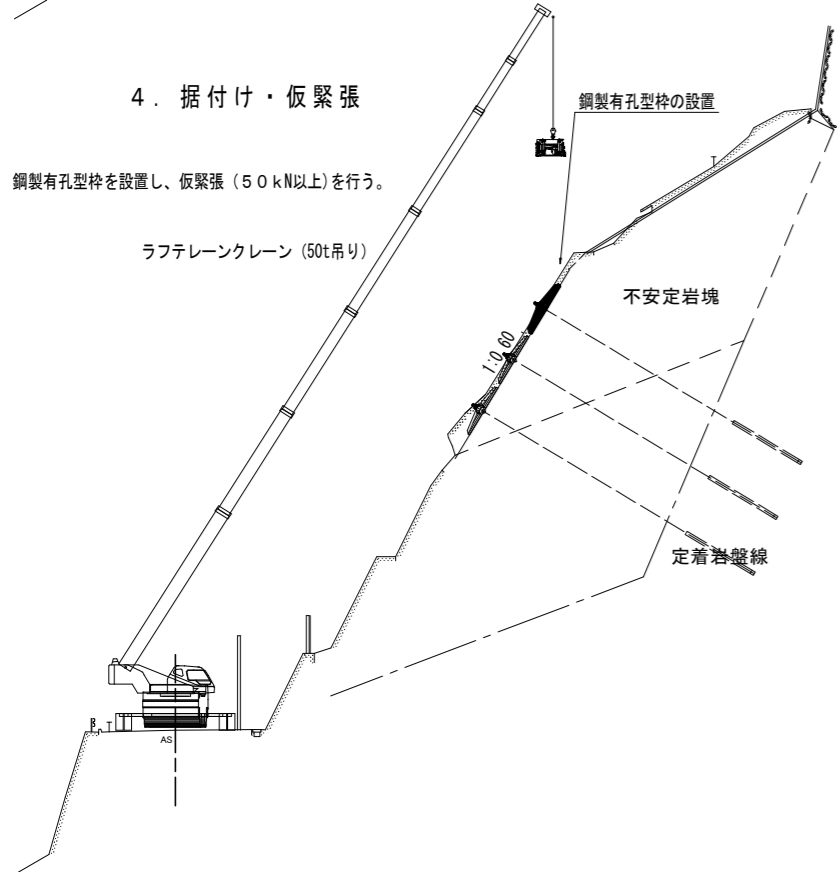 4. 据付け・仮緊張
鋼製有孔型枠の設置
鋼製有孔型枠を設置し、仮緊張(50kN以上)を行う。
ラフテレーンクレーン(50t吊り)
不安定岩塊
1:0.60
定着岩盤線
AS